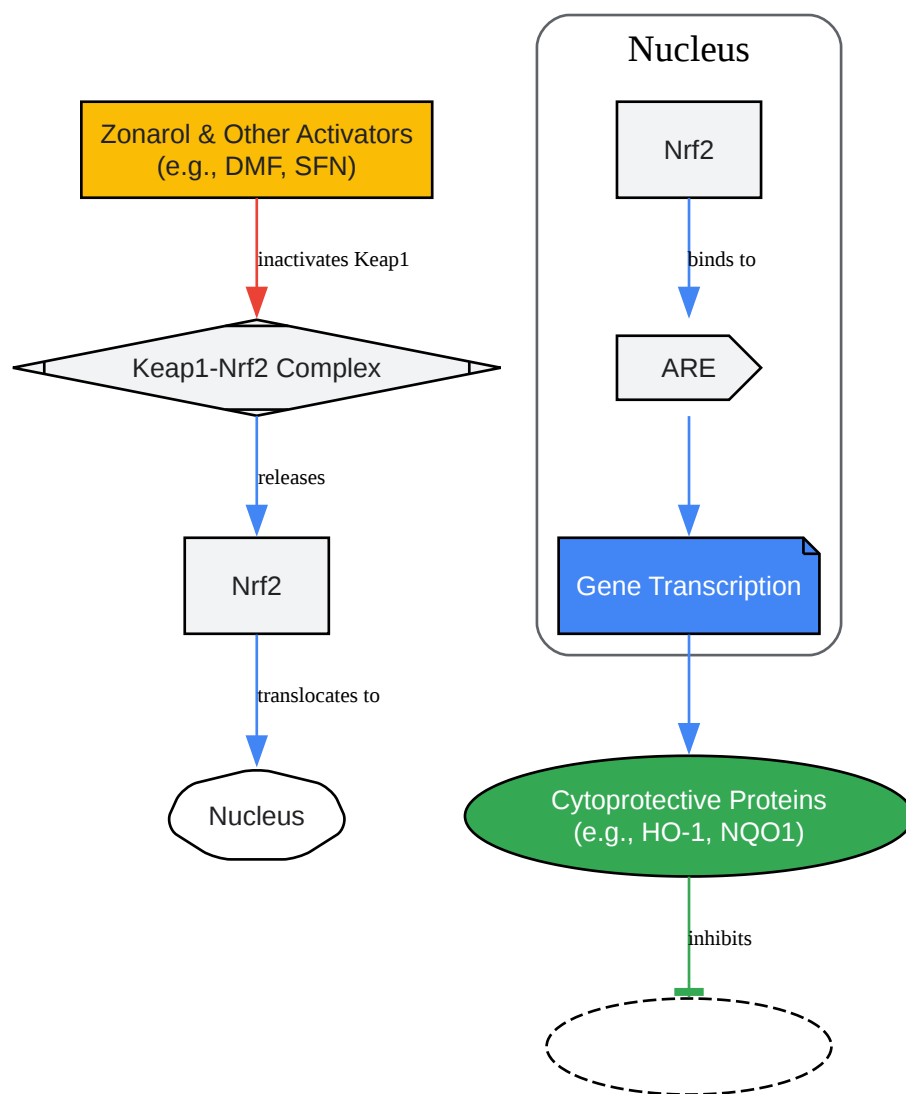 Zonarol & Other Activators
(e.g., DMF, SFN)
inactivates Keap1
Keap1-Nrf2 Complex
releases
Nrf2
translocates to
Nucleus
Nucleus
Nrf2
binds to
ARE
Gene Transcription
Cytoprotective Proteins
(e.g., HO-1, NQO1)
inhibits